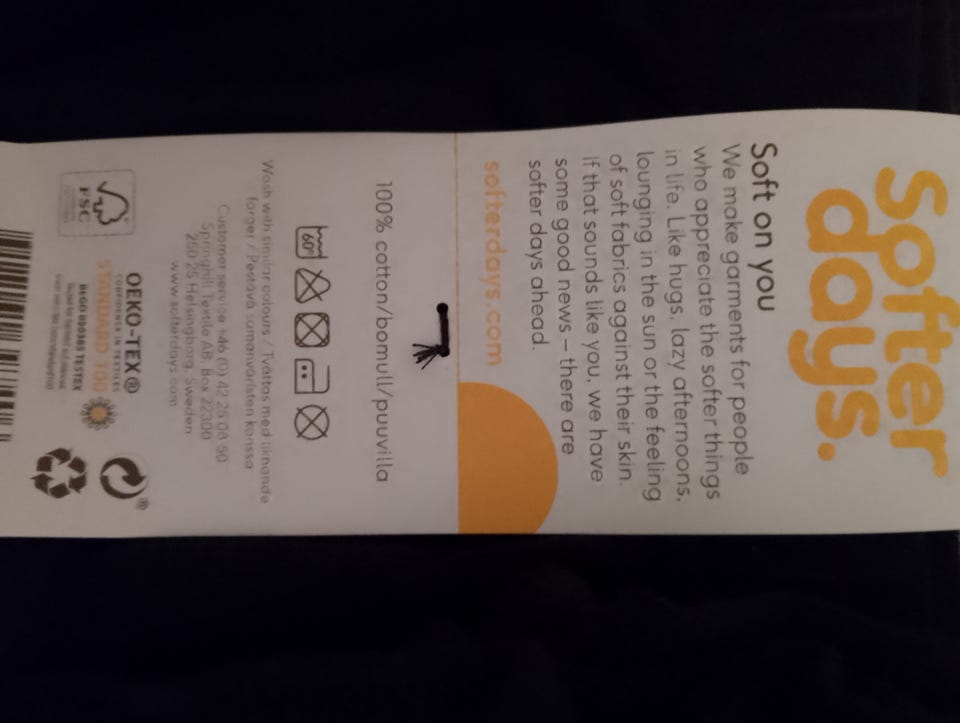 Softer
days.
Soft on you
We make garments for people
who appreciate the softer things
in life. Like hugs, lazy afternoons,
lounging in the sun or the feeling
of soft fabrics against their skin.
If that sounds like you, we have
some good news – there are
softer days ahead.
softerdays.com
100% cotton/bomull/puuvilla
60°
Wash with similar colours / Tvättas med liknande
färger / Pestävä samanväristen kanssa
Customer service +46 (0) 42 25 08 50
Springhill Textile AB, Box 22300
250 25 Helsingborg, Sweden
www.softerdays.com
FSC
OEKO-TEX®
CONFIDENCE IN TEXTILES
STANDARD 100
TESTEX
®